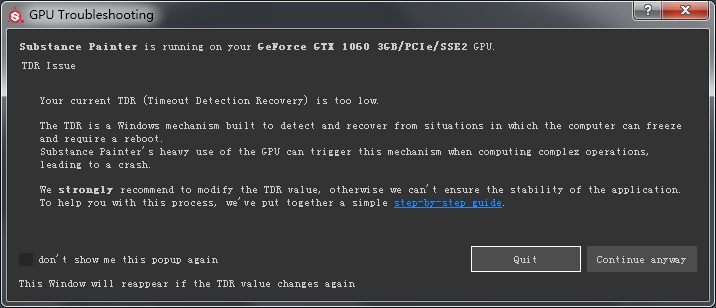 GPU Troubleshooting
Substance Painter is running on your GeForce GTX 1060 3GB/PCIe/SSE2 GPU.
TDR Issue
Your current TDR (Timeout Detection Recovery) is too low.
The TDR is a Windows mechanism built to detect and recover from situations in which the computer can freeze
and require a reboot.
Substance Painter's heavy use of the GPU can trigger this mechanism when computing complex operations,
leading to a crash.
We strongly recommend to modify the TDR value, otherwise we can't ensure the stability of the application.
To help you with this process, we've put together a simple step-by-step guide.
don't show me this popup again
Quit
Continue anyway
This Window will reappear if the TDR value changes again